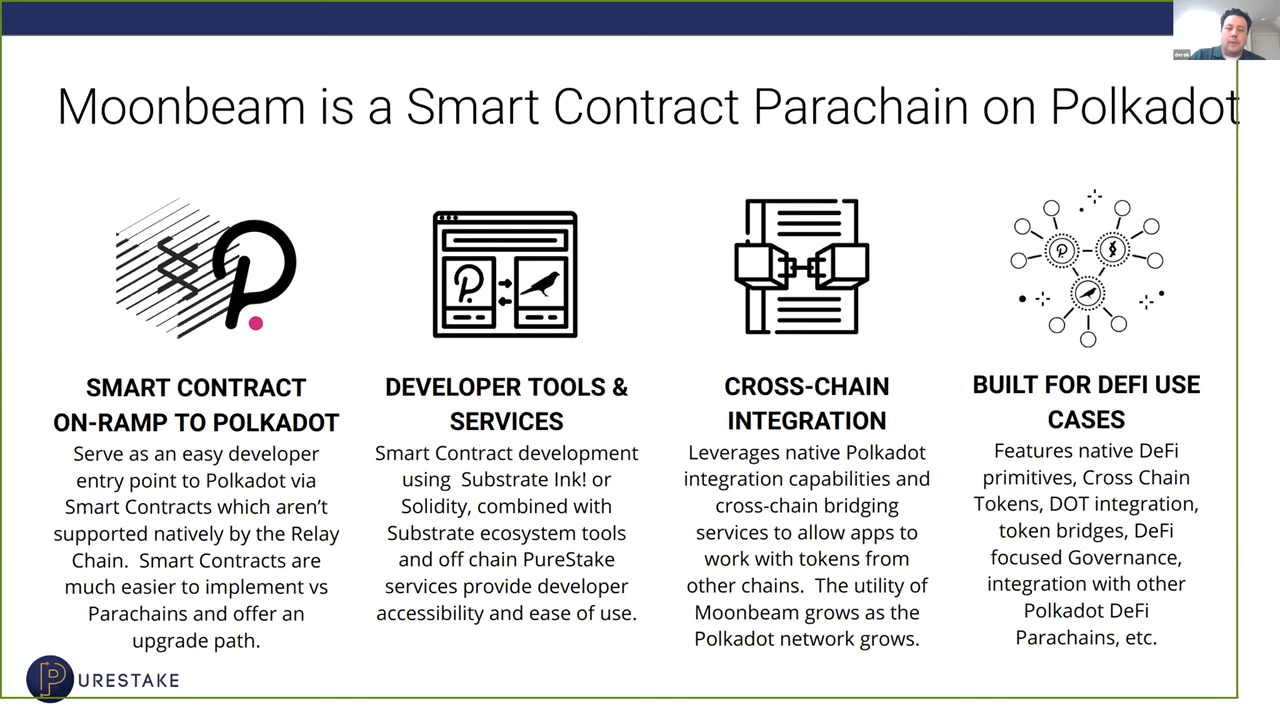 derek
Moonbeam is a Smart Contract Parachain on Polkadot
SMART CONTRACT
ON-RAMP TO POLKADOT
Serve as an easy developer
entry point to Polkadot via
Smart Contracts which aren’t
supported natively by the Relay
Chain.  Smart Contracts are
much easier to implement vs
Parachains and offer an
upgrade path.
DEVELOPER TOOLS &
SERVICES
Smart Contract development
using  Substrate Ink! or
Solidity, combined with
Substrate ecosystem tools
and off chain PureStake
services provide developer
accessibility and ease of use.
CROSS-CHAIN
INTEGRATION
Leverages native Polkadot
integration capabilities and
cross-chain bridging
services to allow apps to
work with tokens from
other chains.  The utility of
Moonbeam grows as the
Polkadot network grows.
BUILT FOR DEFI USE
CASES
Features native DeFi
primitives, Cross Chain
Tokens, DOT integration,
token bridges, DeFi
focused Governance,
integration with other
Polkadot DeFi
Parachains, etc.
PURESTAKE